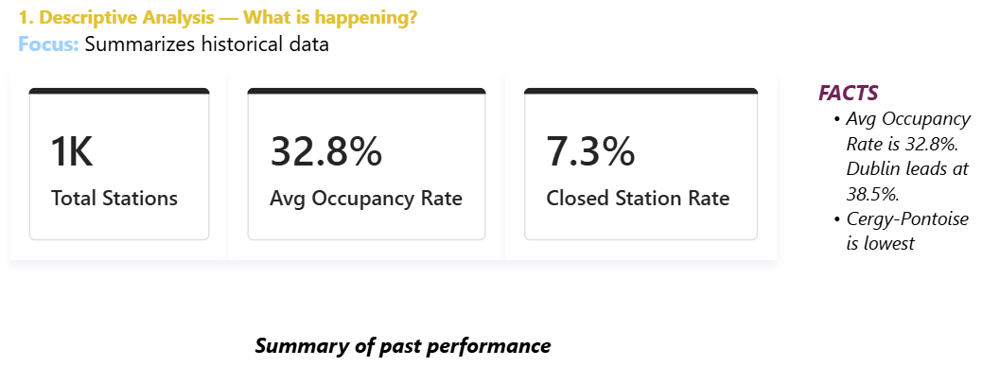 1. Descriptive Analysis — What is happening?
Focus: Summarizes historical data
1K
Total Stations
32.8%
Avg Occupancy Rate
7.3%
Closed Station Rate
FACTS
• Avg Occupancy
Rate is 32.8%.
Dublin leads at
38.5%.
• Cergy-Pontoise
is lowest
Summary of past performance